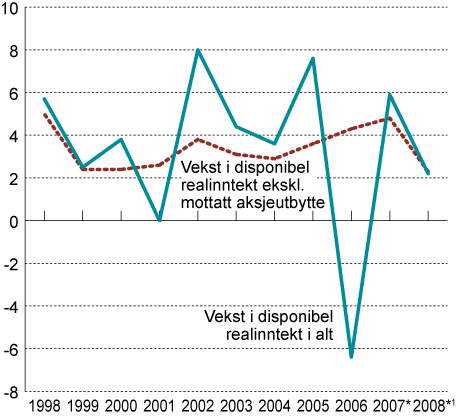 10
8
6
4
2
0
-2
-4
-6
-8
Vekst i disponibel
realinntekt ekskl.
mottatt aksjeutbytte
Vekst i disponibel
realinntekt i alt
1998 1999 2000 2001 2002 2003 2004 2005 2006 2007* 2008*¹